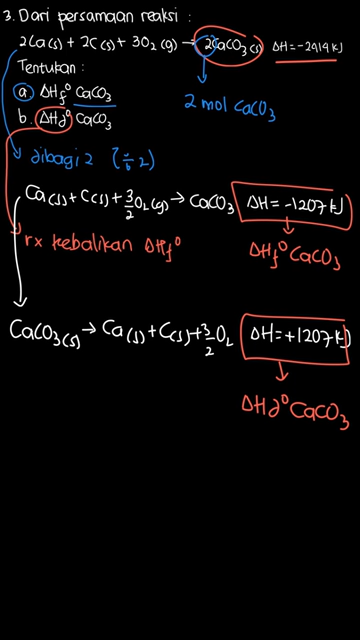 3. Dari persamaan reaksi :
2Ca(s) + 2C(s) + 3O₂(g) → 2CaCO₃(s) ΔH = -2414 kJ
Tentukan :
a. ΔHf° CaCO₃
2 mol CaCO₃
b. ΔHd° CaCO₃
dibagi 2 (÷ 2)
Ca(s) + C(s) + 3/2 O₂(g) → CaCO₃ ΔH = -1207 kJ
rx kebalikan ΔHf°
ΔHf° CaCO₃
CaCO₃(s) → Ca(s) + C(s) + 3/2 O₂ ΔH = +1207 kJ
ΔHd° CaCO₃